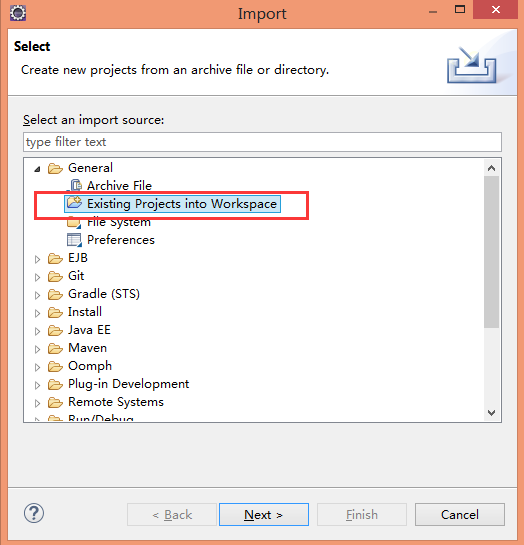 Import
Select
Create new projects from an archive file or directory.
Select an import source:
type filter text
General
Archive File
Existing Projects into Workspace
File System
Preferences
EJB
Git
Gradle (STS)
Install
Java EE
Maven
Oomph
Plug-in Development
Remote Systems
Run/Debug
?
< Back
Next >
Finish
Cancel